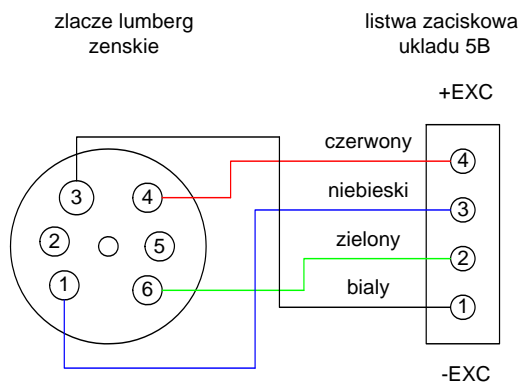 zlacze lumberg
zenskie
listwa zaciskowa
ukladu 5B
+EXC
czerwony
niebieski
zielony
bialy
3
4
2
5
1
6
4
3
2
1
-EXC